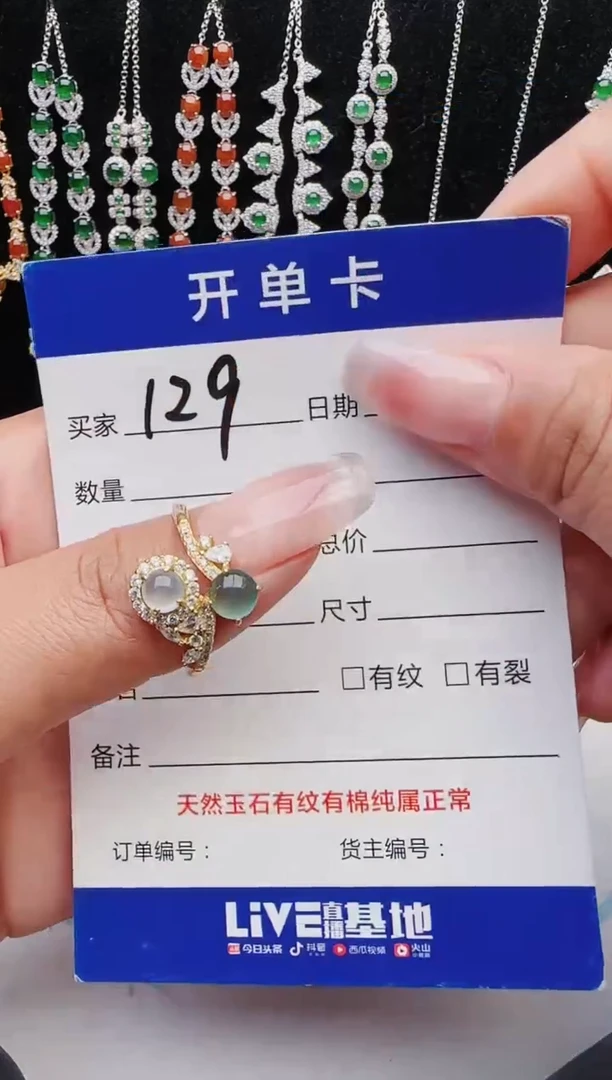 开单卡
买家 129 日期
数量
总价
尺寸
□有纹 □有裂
备注
天然玉石有纹有棉纯属正常
订单编号： 货主编号：
LiVE直播基地
今日头条 抖音 西瓜视频 火山